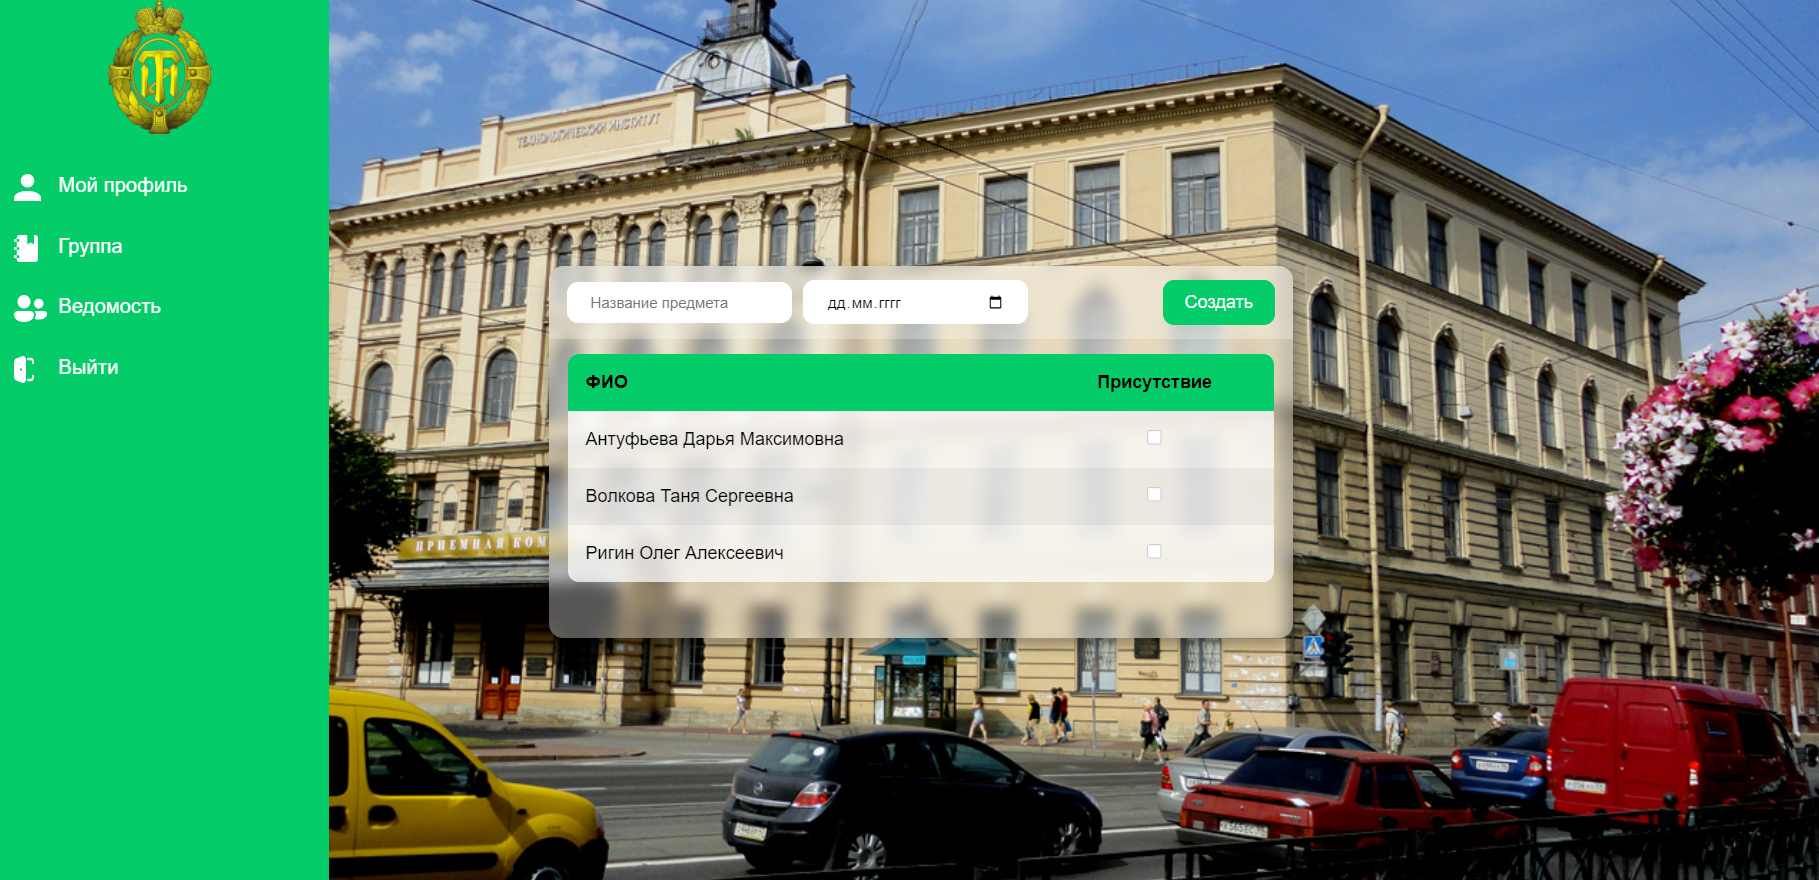 Мой профиль
Группа
Ведомость
Выйти
ТЕХНОЛОГИЧЕСКИЙ ИНСТИТУТ
Название предмета
дд.мм.гггг
Создать
ФИО
Присутствие
Антуфьева Дарья Максимовна
Волкова Таня Сергеевна
Ригин Олег Алексеевич
ПРИЕМНАЯ КОМ